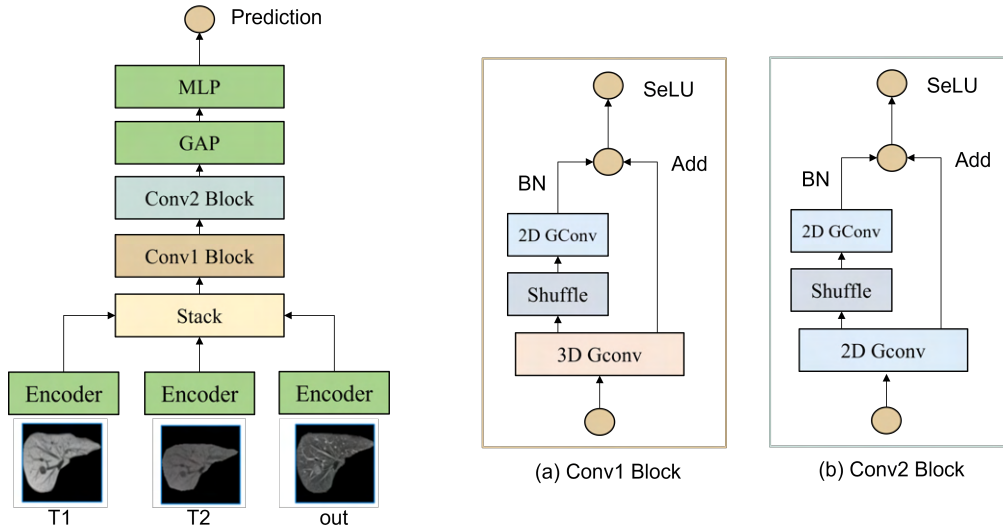 Prediction
MLP
GAP
Conv2 Block
Conv1 Block
Stack
Encoder
Encoder
Encoder
T1
T2
out
SeLU
Add
BN
2D GConv
Shuffle
3D Gconv
(a) Conv1 Block
SeLU
Add
BN
2D GConv
Shuffle
2D Gconv
(b) Conv2 Block